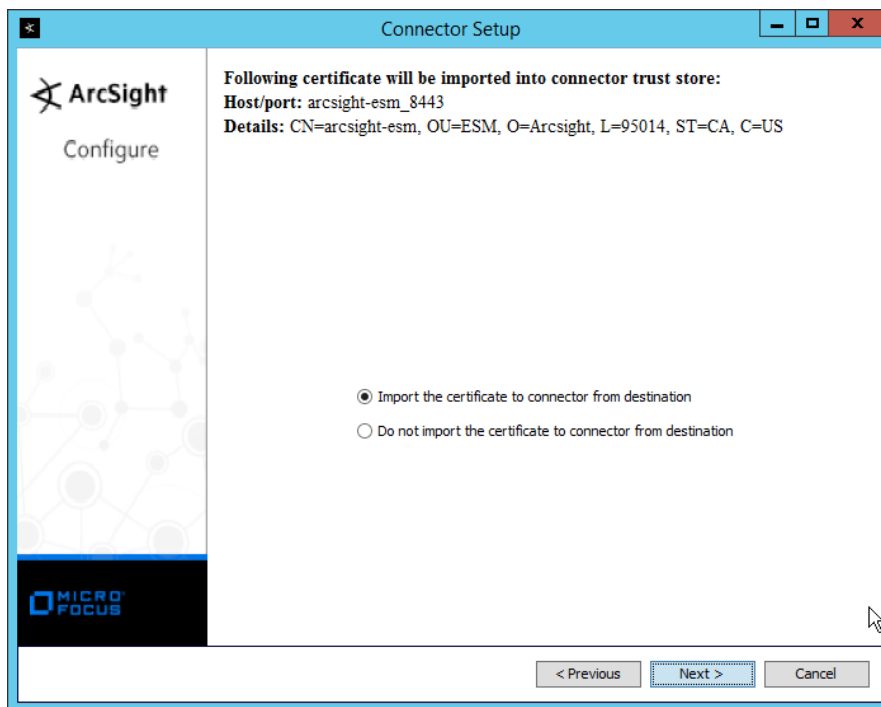 Connector Setup
ArcSight
Configure
Following certificate will be imported into connector trust store:
Host/port: arcsight-esm_8443
Details: CN=arcsight-esm, OU=ESM, O=Arcsight, L=95014, ST=CA, C=US
Import the certificate to connector from destination
Do not import the certificate to connector from destination
MICRO
FOCUS
< Previous
Next >
Cancel